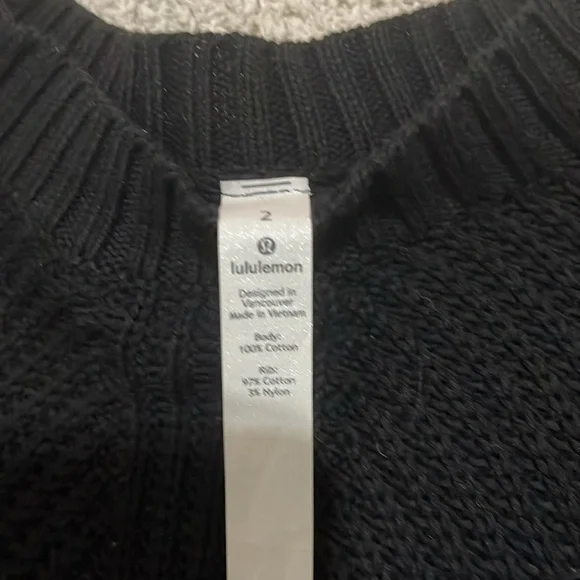 2
lululemon
Designed in
Vancouver
Made in Vietnam
Body:
100% Cotton
Rib:
97% Cotton
3% Nylon